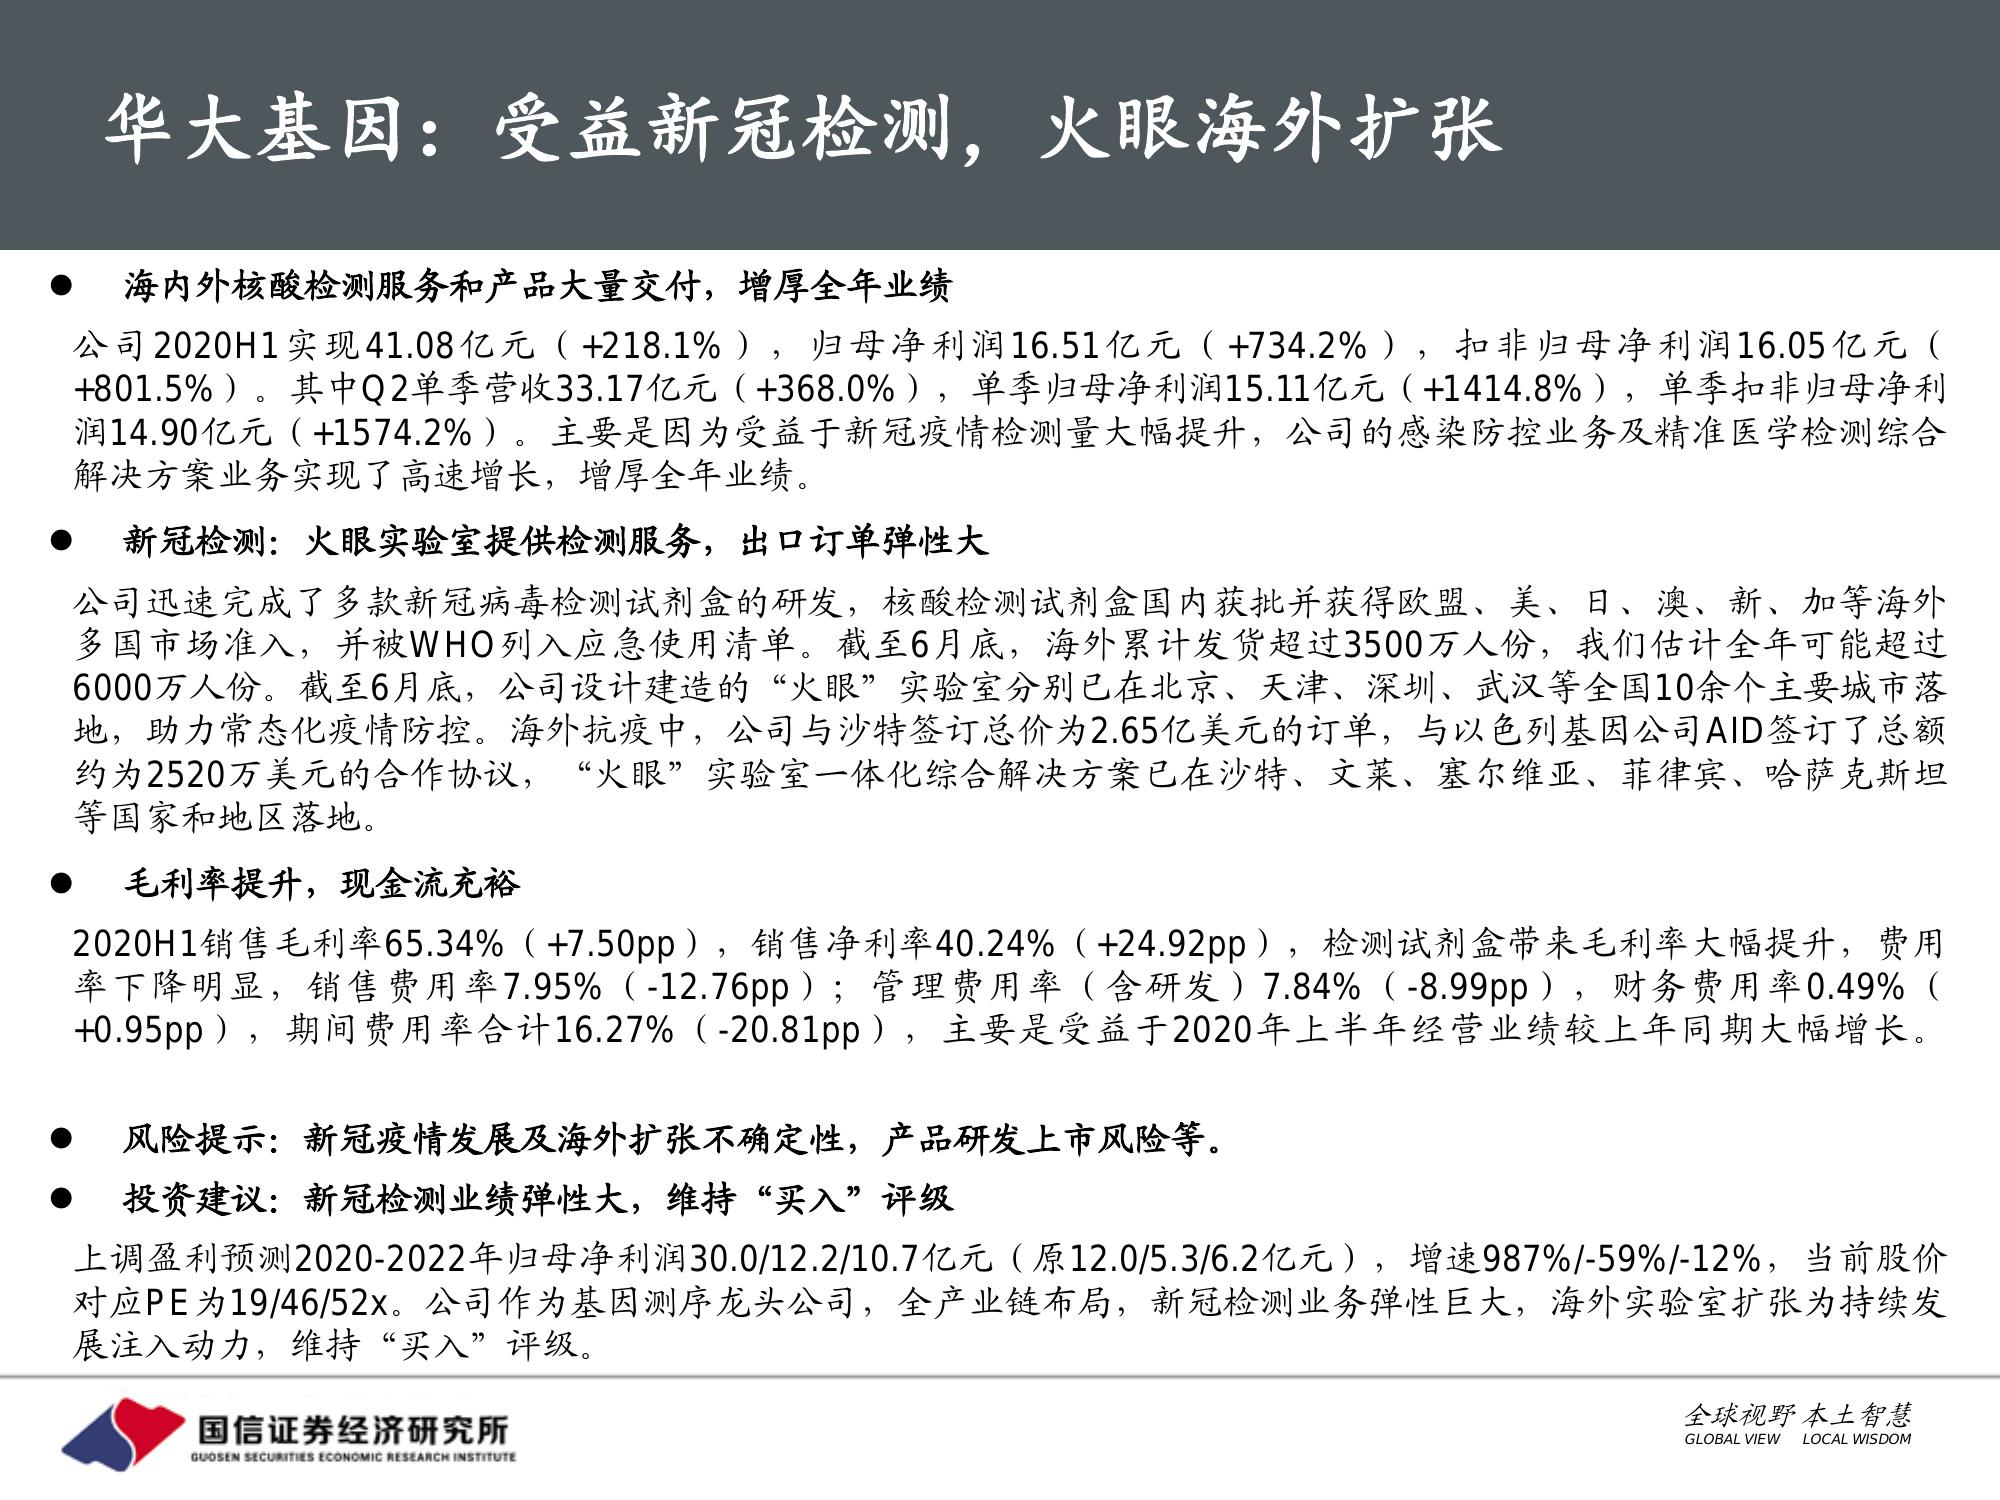 华大基因：受益新冠检测，火眼海外扩张
● 海内外核酸检测服务和产品大量交付，增厚全年业绩
公司2020H1实现41.08亿元（+218.1%），归母净利润16.51亿元（+734.2%），扣非归母净利润16.05亿元（
+801.5%）。其中Q2单季营收33.17亿元（+368.0%），单季归母净利润15.11亿元（+1414.8%），单季扣非归母净利
润14.90亿元（+1574.2%）。主要是因为受益于新冠疫情检测量大幅提升，公司的感染防控业务及精准医学检测综合
解决方案业务实现了高速增长，增厚全年业绩。
● 新冠检测：火眼实验室提供检测服务，出口订单弹性大
公司迅速完成了多款新冠病毒检测试剂盒的研发，核酸检测试剂盒国内获批并获得欧盟、美、日、澳、新、加等海外
多国市场准入，并被WHO列入应急使用清单。截至6月底，海外累计发货超过3500万人份，我们估计全年可能超过
6000万人份。截至6月底，公司设计建造的“火眼”实验室分别已在北京、天津、深圳、武汉等全国10余个主要城市落
地，助力常态化疫情防控。海外抗疫中，公司与沙特签订总价为2.65亿美元的订单，与以色列基因公司AID签订了总额
约为2520万美元的合作协议，“火眼”实验室一体化综合解决方案已在沙特、文莱、塞尔维亚、菲律宾、哈萨克斯坦
等国家和地区落地。
● 毛利率提升，现金流充裕
2020H1销售毛利率65.34%（+7.50pp），销售净利率40.24%（+24.92pp），检测试剂盒带来毛利率大幅提升，费用
率下降明显，销售费用率7.95%（-12.76pp）；管理费用率（含研发）7.84%（-8.99pp），财务费用率0.49%（
+0.95pp），期间费用率合计16.27%（-20.81pp），主要是受益于2020年上半年经营业绩较上年同期大幅增长。
● 风险提示：新冠疫情发展及海外扩张不确定性，产品研发上市风险等。
● 投资建议：新冠检测业绩弹性大，维持“买入”评级
上调盈利预测2020-2022年归母净利润30.0/12.2/10.7亿元（原12.0/5.3/6.2亿元），增速987%/-59%/-12%，当前股价
对应PE为19/46/52x。公司作为基因测序龙头公司，全产业链布局，新冠检测业务弹性巨大，海外实验室扩张为持续发
展注入动力，维持“买入”评级。
国信证券经济研究所
GUOSEN SECURITIES ECONOMIC RESEARCH INSTITUTE
全球视野 本土智慧
GLOBAL VIEW LOCAL WISDOM